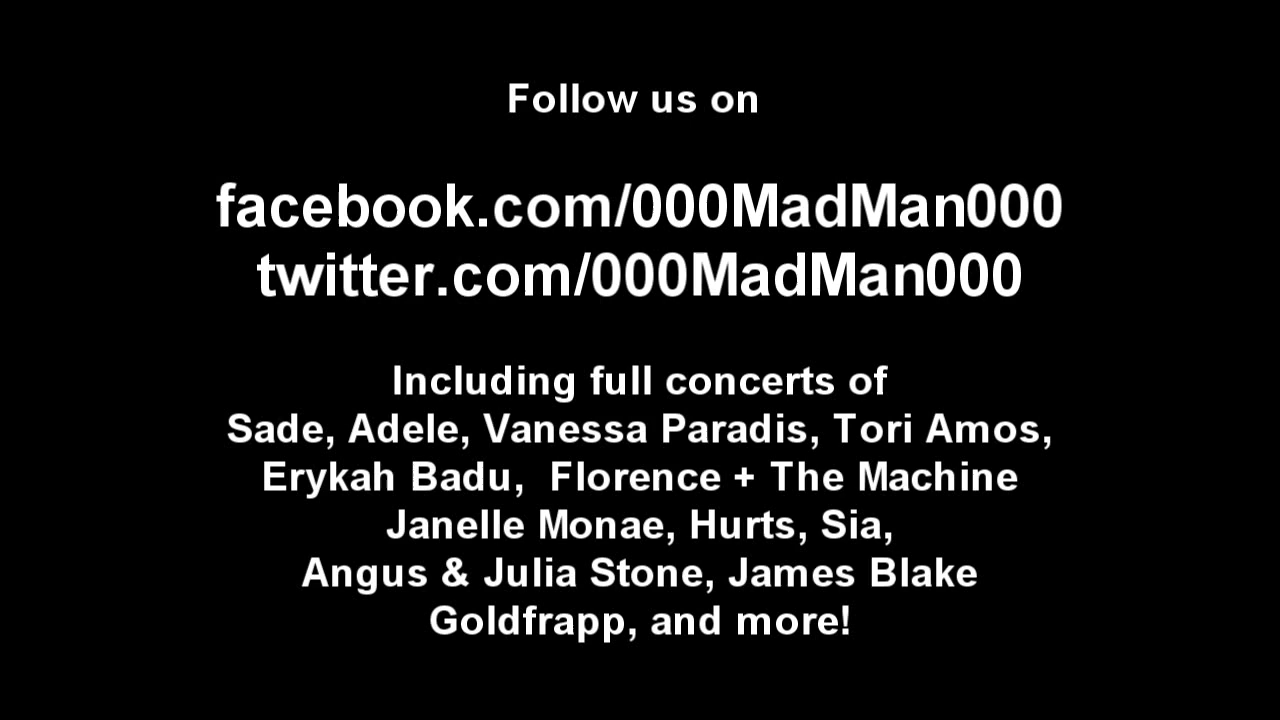 Follow us on
facebook.com/000MadMan000
twitter.com/000MadMan000
Including full concerts of
Sade, Adele, Vanessa Paradis, Tori Amos,
Erykah Badu,  Florence + The Machine
Janelle Monae, Hurts, Sia,
Angus & Julia Stone, James Blake
Goldfrapp, and more!